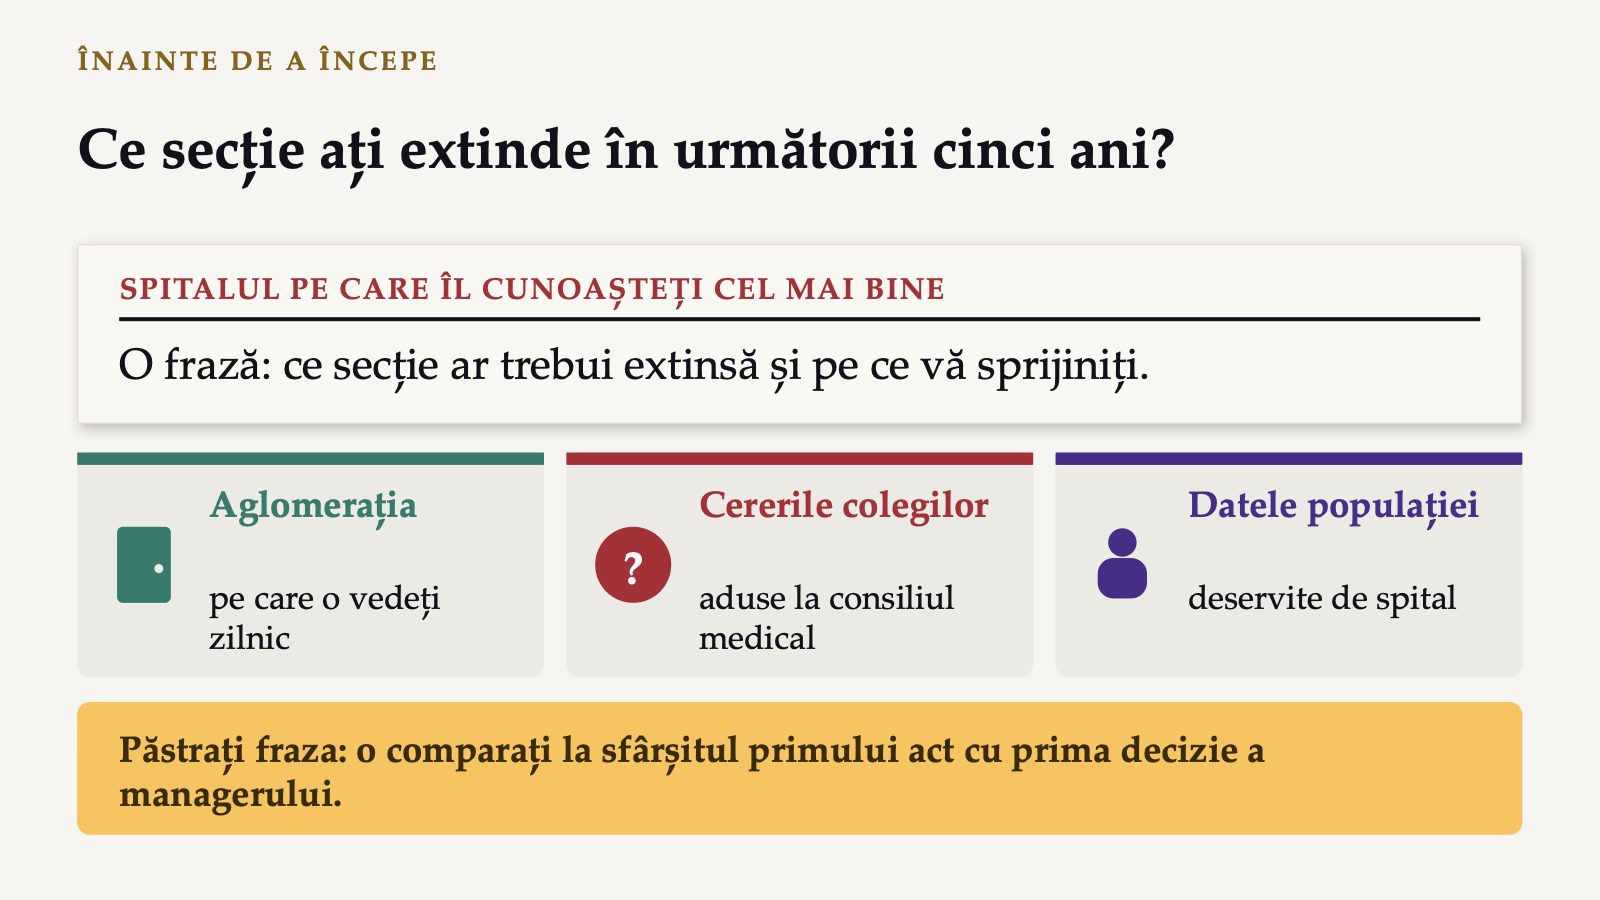 ÎNAINTE DE A ÎNCEPE
Ce secție ați extinde în următorii cinci ani?
SPITALUL PE CARE ÎL CUNOAȘTEȚI CEL MAI BINE
O frază: ce secție ar trebui extinsă și pe ce vă sprijiniți.
Aglomerația
pe care o vedeți
zilnic
?
Cererile colegilor
aduse la consiliul
medical
Datele populației
deservite de spital
Păstrați fraza: o comparați la sfârșitul primului act cu prima decizie a
managerului.